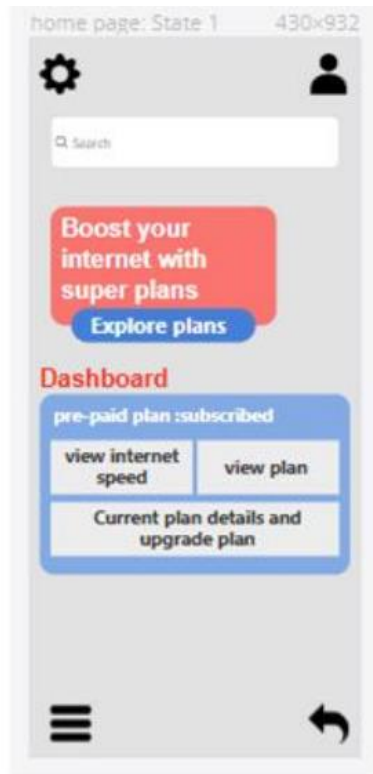 home page: State 1 430×932
Search
Boost your
internet with
super plans
Explore plans
Dashboard
pre-paid plan :subscribed
view internet
speed
view plan
Current plan details and
upgrade plan